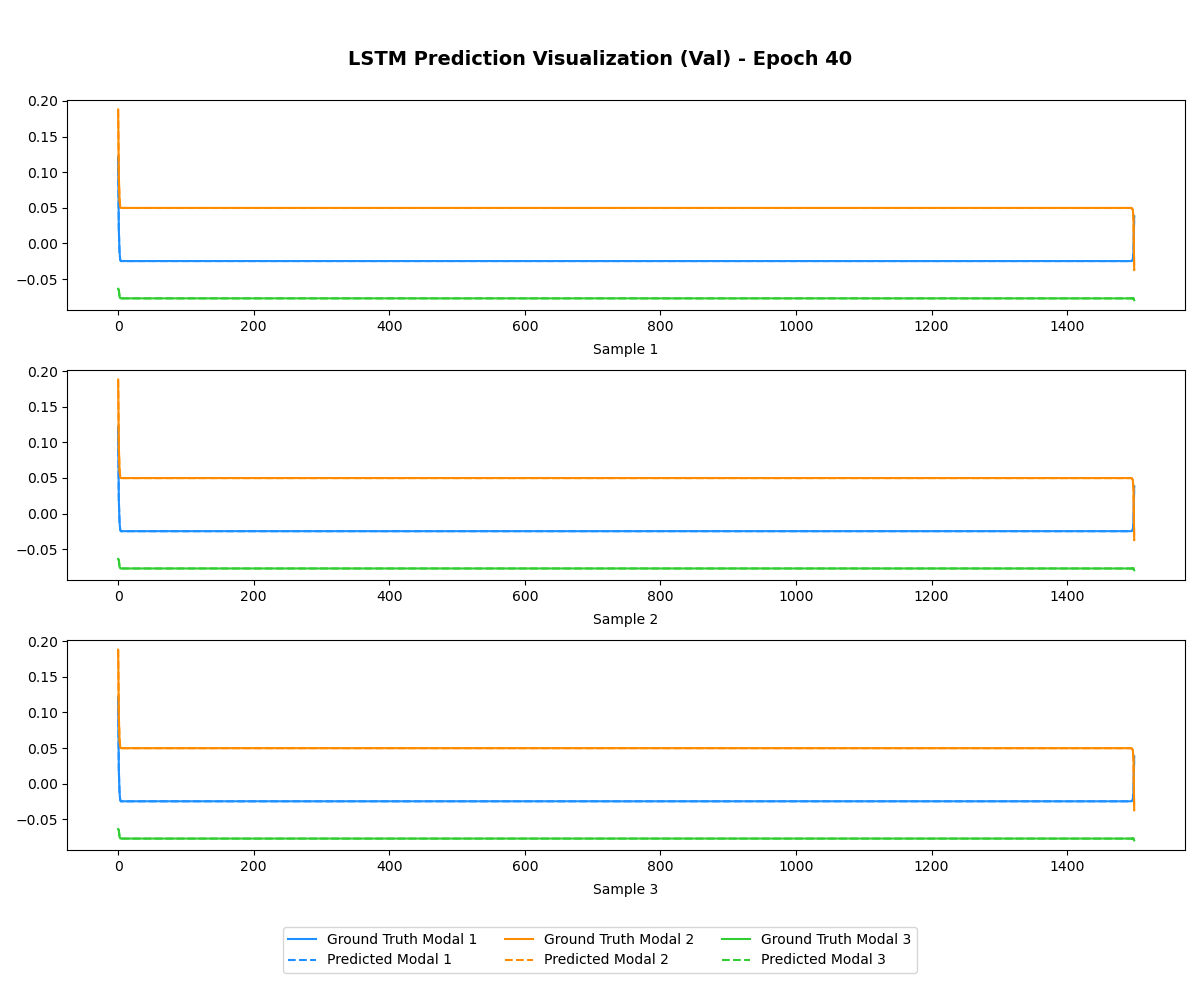 LSTM Prediction Visualization (Val) - Epoch 40
0.20
0.15
0.10
0.05
0.00
−0.05
0 200 400 600 800 1000 1200 1400
Sample 1
0.20
0.15
0.10
0.05
0.00
−0.05
0 200 400 600 800 1000 1200 1400
Sample 2
0.20
0.15
0.10
0.05
0.00
−0.05
0 200 400 600 800 1000 1200 1400
Sample 3
Ground Truth Modal 1 Ground Truth Modal 2 Ground Truth Modal 3
Predicted Modal 1 Predicted Modal 2 Predicted Modal 3